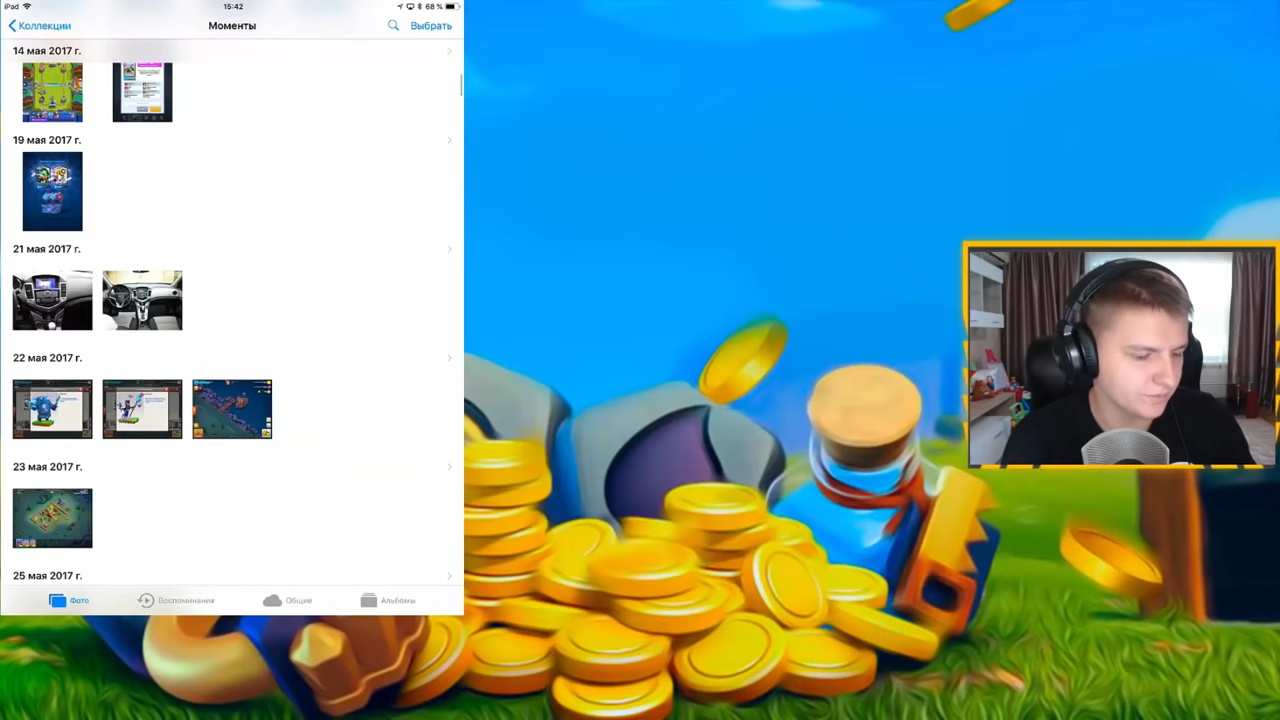 iPad
15:42
68 %
Коллекции
Моменты
Выбрать
14 мая 2017 г.
19 мая 2017 г.
21 мая 2017 г.
22 мая 2017 г.
23 мая 2017 г.
25 мая 2017 г.
Фото
Воспоминания
Общие
Альбомы